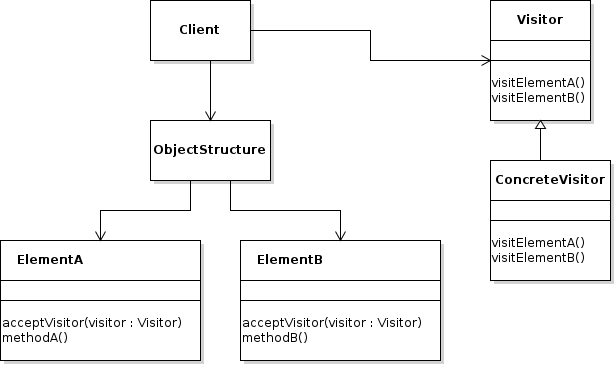 Client
Visitor
visitElementA()
visitElementB()
ObjectStructure
ConcreteVisitor
visitElementA()
visitElementB()
ElementA
acceptVisitor(visitor : Visitor)
methodA()
ElementB
acceptVisitor(visitor : Visitor)
methodB()